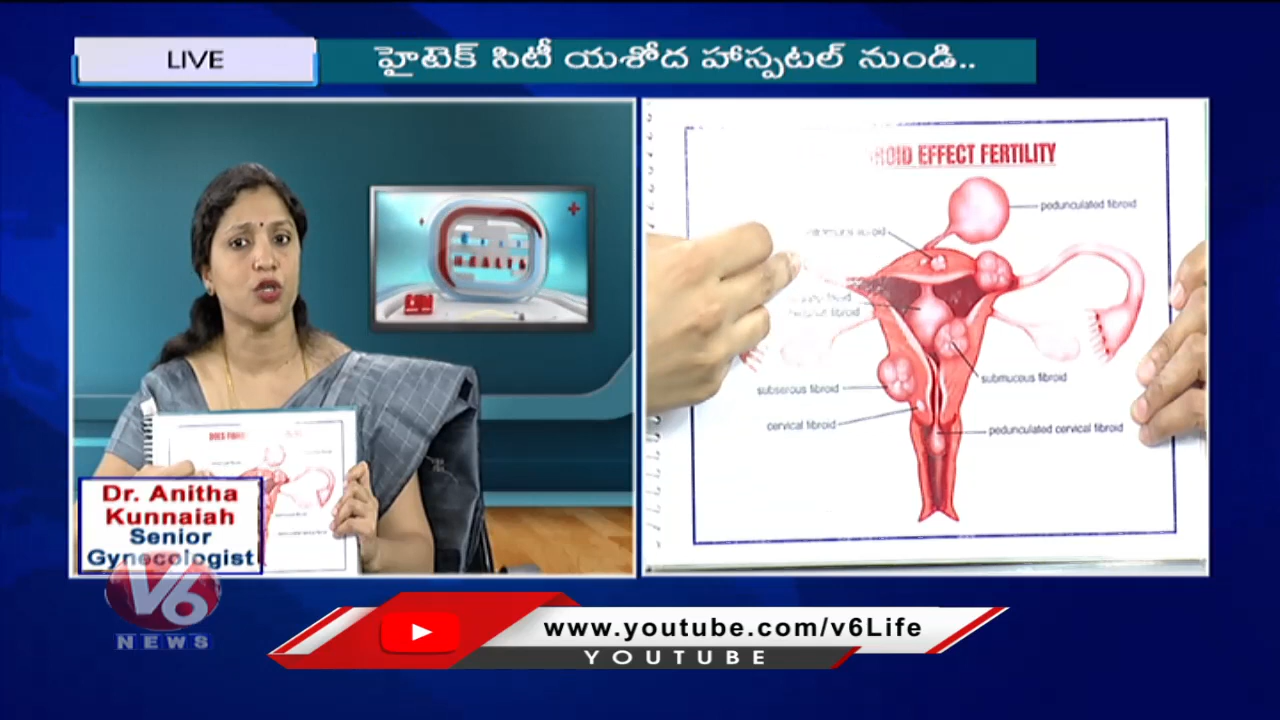 LIVE
హైటెక్ సిటీ యశోద హాస్పటల్ నుండి..
EFFECT FERTILITY
pedunculated fibroid
subserous fibroid
submucous fibroid
cervical fibroid
pedunculated cervical fibroid
Dr. Anitha
Kunnaiah
Senior
Gynecologist
V6
NEWS
www.youtube.com/v6Life
YOUTUBE